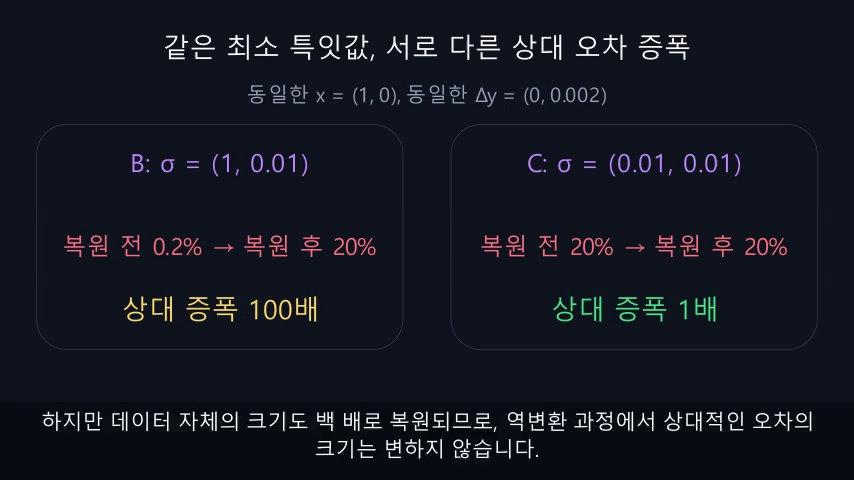 같은 최소 특잇값, 서로 다른 상대 오차 증폭
동일한 x = (1, 0), 동일한 Δy = (0, 0.002)
B: σ = (1, 0.01)
복원 전 0.2% → 복원 후 20%
상대 증폭 100배
C: σ = (0.01, 0.01)
복원 전 20% → 복원 후 20%
상대 증폭 1배
하지만 데이터 자체의 크기도 백 배로 복원되므로, 역변환 과정에서 상대적인 오차의
크기는 변하지 않습니다.